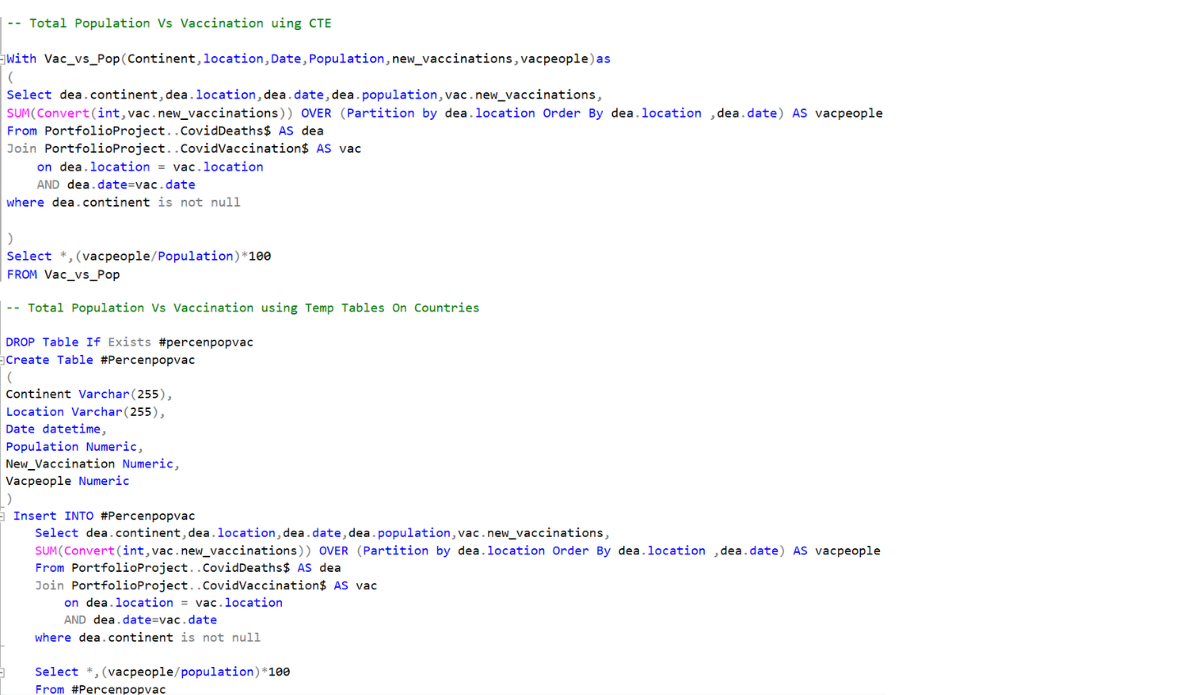 -- Total Population Vs Vaccination uing CTE
With Vac_vs_Pop(Continent,location,Date,Population,new_vaccinations,vacpeople)as
(
Select dea.continent,dea.location,dea.date,dea.population,vac.new_vaccinations,
SUM(Convert(int,vac.new_vaccinations)) OVER (Partition by dea.location Order By dea.location ,dea.date) AS vacpeople
From PortfolioProject..CovidDeaths$ AS dea
Join PortfolioProject..CovidVaccination$ AS vac
on dea.location = vac.location
AND dea.date=vac.date
where dea.continent is not null
)
Select *,(vacpeople/Population)*100
FROM Vac_vs_Pop
-- Total Population Vs Vaccination using Temp Tables On Countries
DROP Table If Exists #percenpopvac
Create Table #Percenpopvac
(
Continent Varchar(255),
Location Varchar(255),
Date datetime,
Population Numeric,
New_Vaccination Numeric,
Vacpeople Numeric
)
Insert INTO #Percenpopvac
Select dea.continent,dea.location,dea.date,dea.population,vac.new_vaccinations,
SUM(Convert(int,vac.new_vaccinations)) OVER (Partition by dea.location Order By dea.location ,dea.date) AS vacpeople
From PortfolioProject..CovidDeaths$ AS dea
Join PortfolioProject..CovidVaccination$ AS vac
on dea.location = vac.location
AND dea.date=vac.date
where dea.continent is not null
Select *,(vacpeople/population)*100
From #Percenpopvac